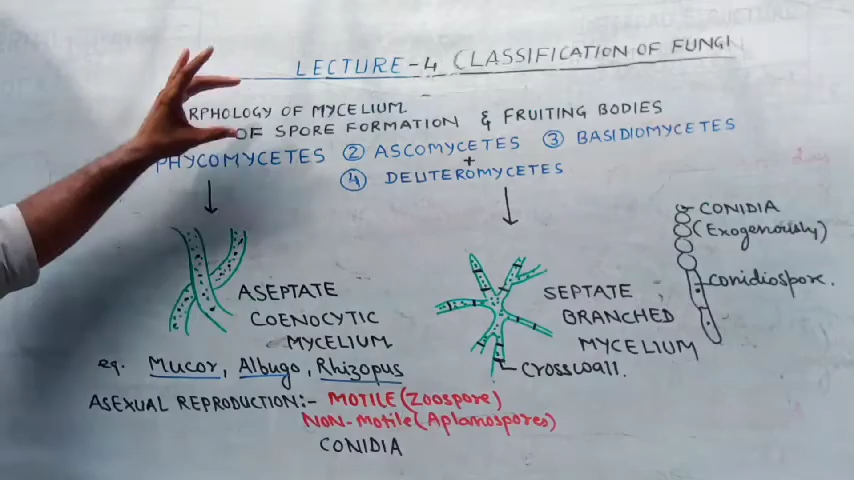 LECTURE-4 CLASSIFICATION OF FUNGI
RPHOLOGY OF MYCELIUM
OF SPORE FORMATION & FRUITING BODIES
PHYCOMYCETES ② ASCOMYCETES ③ BASIDIOMYCETES
+
④ DEUTEROMYCETES
CONIDIA
(Exogenously)
conidiospore.
ASEPTATE
COENOCYTIC
MYCELIUM
SEPTATE
BRANCHED
MYCELIUM
crosswall.
eg. Mucor, Albugo, Rhizopus
ASEXUAL REPRODUCTION:- MOTILE (Zoospore)
NON-Motile (Aplanospores)
CONIDIA